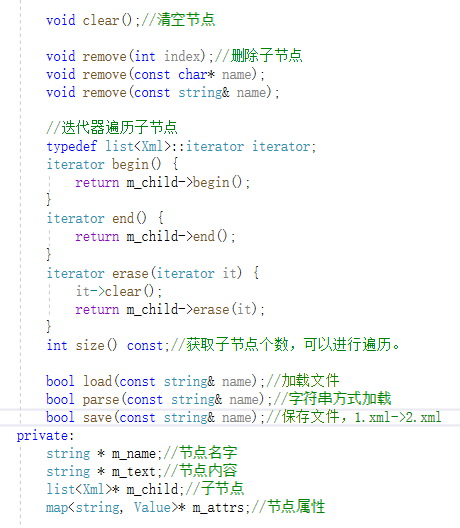 void clear();//清空节点
void remove(int index);//删除子节点
void remove(const char* name);
void remove(const string& name);
//迭代器遍历子节点
typedef list<Xml>::iterator iterator;
iterator begin() {
return m_child->begin();
}
iterator end() {
return m_child->end();
}
iterator erase(iterator it) {
it->clear();
return m_child->erase(it);
}
int size() const;//获取子节点个数，可以进行遍历。
bool load(const string& name);//加载文件
bool parse(const string& name);//字符串方式加载
bool save(const string& name);//保存文件，1.xml->2.xml
private:
string * m_name;//节点名字
string * m_text;//节点内容
list<Xml>* m_child;//子节点
map<string, Value>* m_attrs;//节点属性